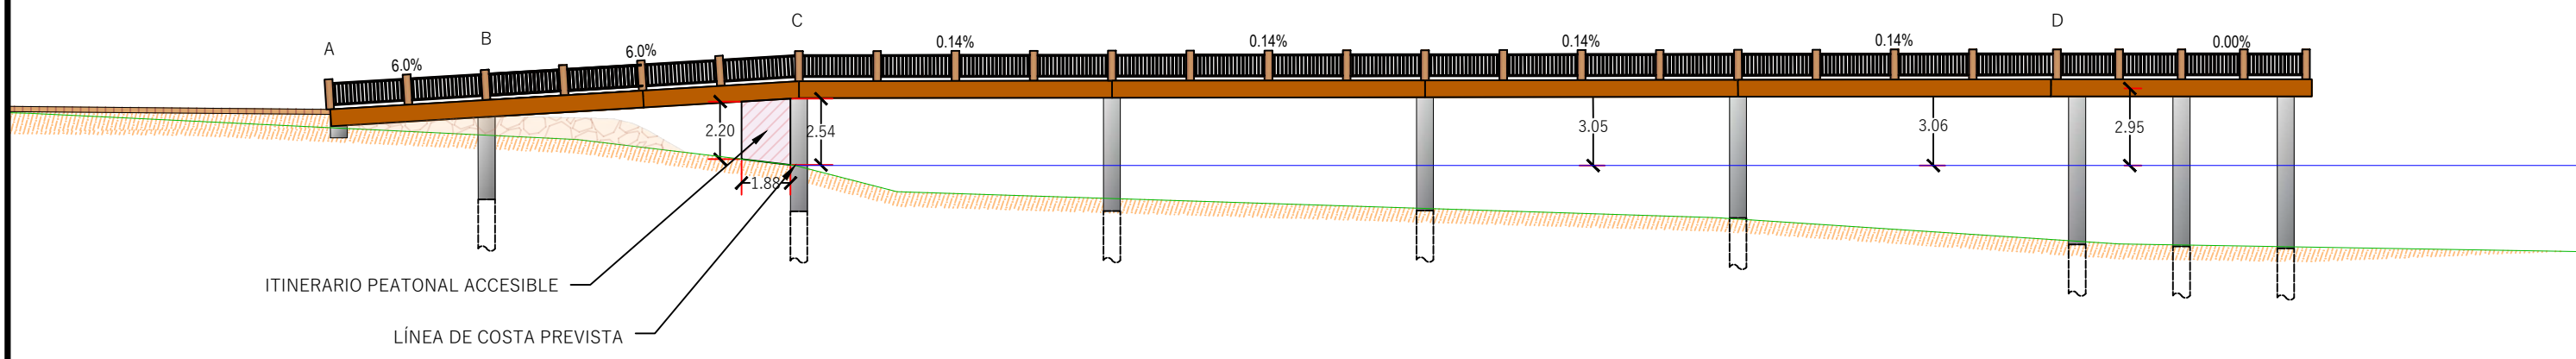 A
B
C
D
6.0%
6.0%
0.14%
0.14%
0.14%
0.14%
0.00%
2.20
2.54
3.05
3.06
2.95
1.88
ITINERARIO PEATONAL ACCESIBLE
LÍNEA DE COSTA PREVISTA